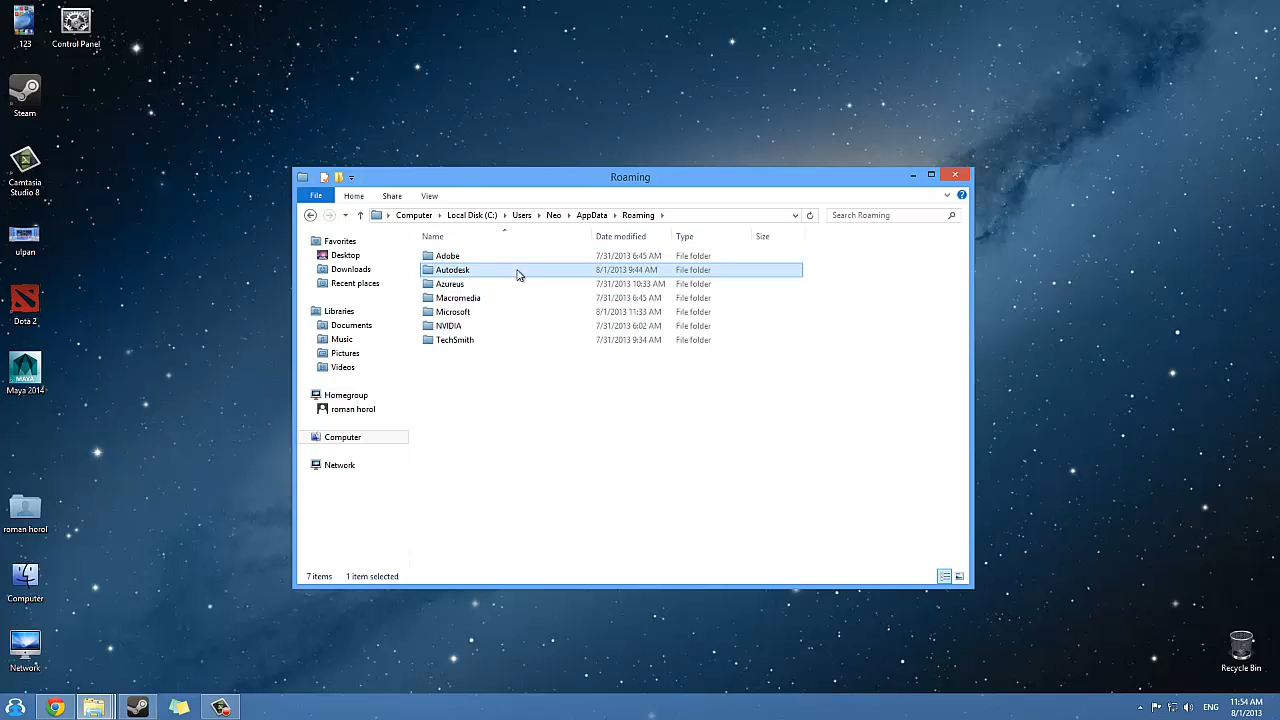 123
Control Panel
Steam
Camtasia
Studio 8
ulpan
Dota 2
MAYA
Maya 2014
roman horol
Computer
Network
Recycle Bin
Roaming
File
Home
Share
View
Computer
Local Disk (C:)
Users
Neo
AppData
Roaming
Search Roaming
Favorites
Desktop
Downloads
Recent places
Libraries
Documents
Music
Pictures
Videos
Homegroup
roman horol
Computer
Network
Name Date modified Type Size
Adobe 7/31/2013 6:45 AM File folder
Autodesk 8/1/2013 9:44 AM File folder
Azureus 7/31/2013 10:33 AM File folder
Macromedia 7/31/2013 6:45 AM File folder
Microsoft 8/1/2013 11:33 AM File folder
NVIDIA 7/31/2013 6:02 AM File folder
TechSmith 7/31/2013 9:34 AM File folder
7 items 1 item selected
ENG
11:54 AM
8/1/2013